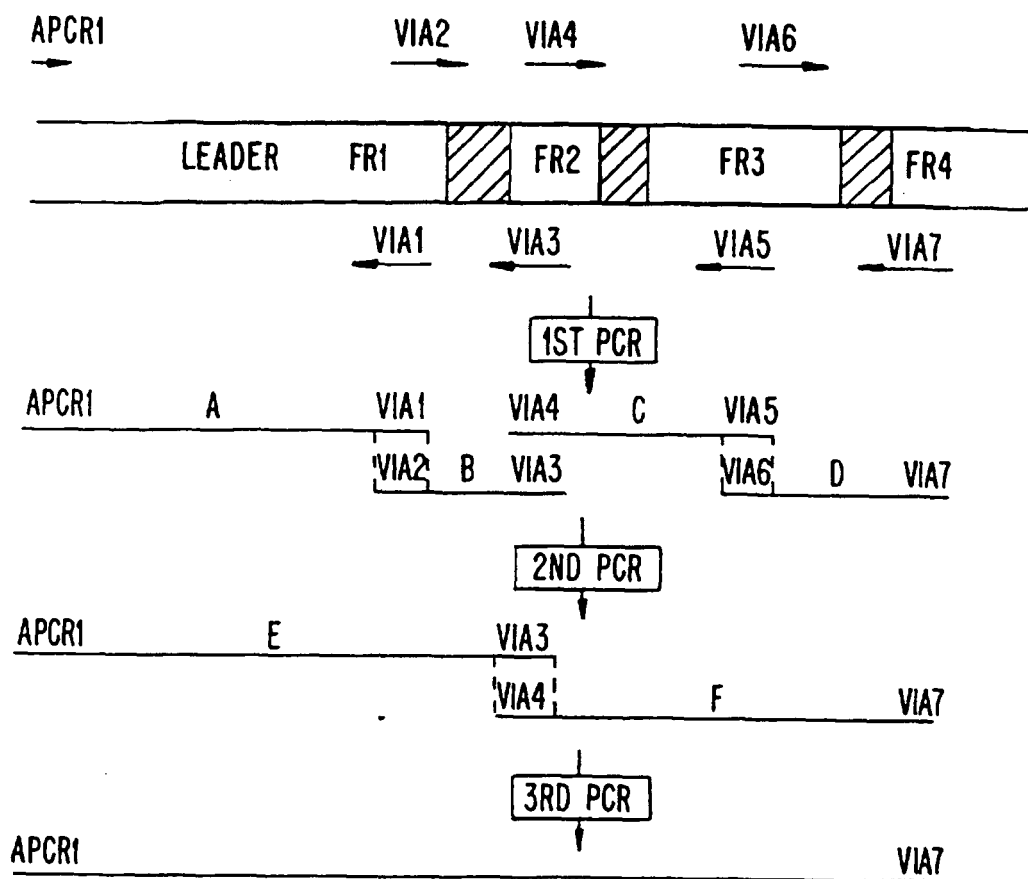 APCR1 VIA2 VIA4 VIA6
LEADER FR1 FR2 FR3 FR4
VIA1 VIA3 VIA5 VIA7
1ST PCR
APCR1 A VIA1 VIA4 C VIA5
VIA2 B VIA3 VIA6 D VIA7
2ND PCR
APCR1 E VIA3
VIA4 F VIA7
3RD PCR
APCR1 VIA7